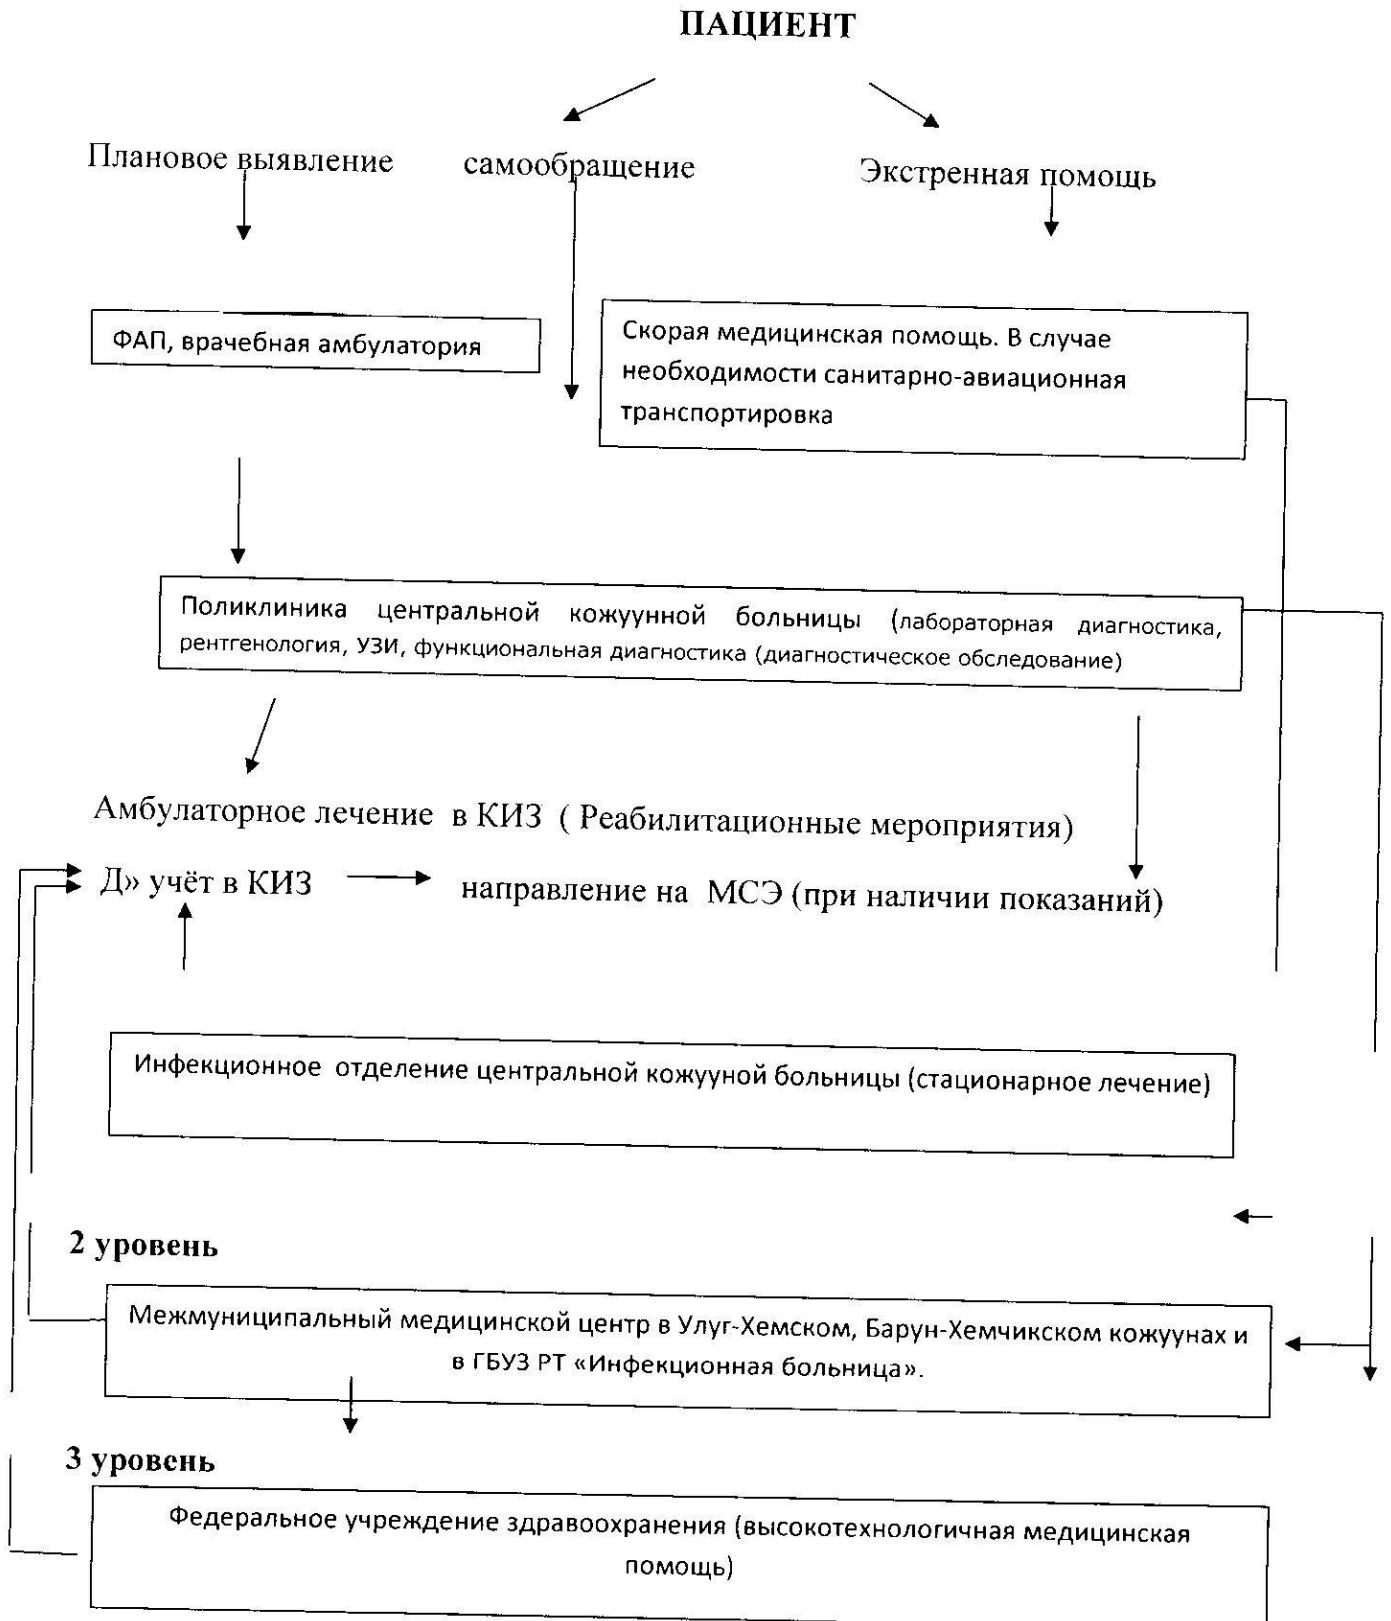 ПАЦИЕНТ
Плановое выявление самообращение Экстренная помощь
ФАП, врачебная амбулатория
Скорая медицинская помощь. В случае
необходимости санитарно-авиационная
транспортировка
Поликлиника центральной кожуунной больницы (лабораторная диагностика,
рентгенология, УЗИ, функциональная диагностика (диагностическое обследование)
Амбулаторное лечение в КИЗ ( Реабилитационные мероприятия)
Д» учёт в КИЗ направление на МСЭ (при наличии показаний)
Инфекционное отделение центральной кожууной больницы (стационарное лечение)
2 уровень
Межмуниципальный медицинской центр в Улуг-Хемском, Барун-Хемчикском кожуунах и
в ГБУЗ РТ «Инфекционная больница».
3 уровень
Федеральное учреждение здравоохранения (высокотехнологичная медицинская
помощь)